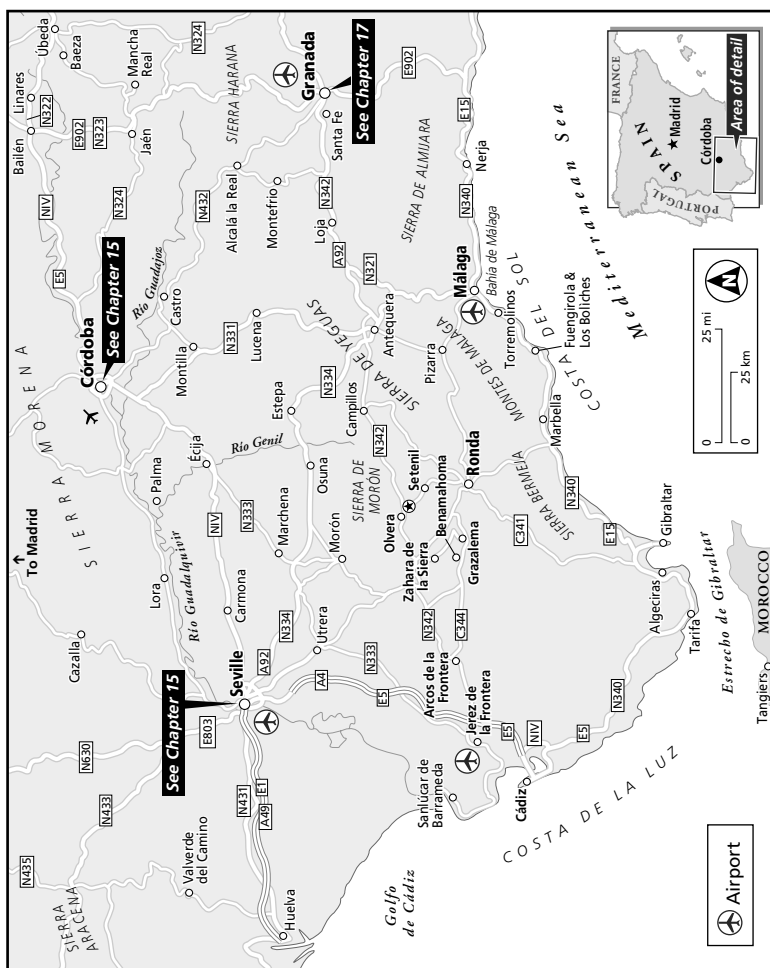 To Madrid
SIERRA MORENA
SIERRA
ARACENA
N435
N433
N630
Cazalla
Valverde
del Camino
See Chapter 15
E803
Seville
N431
E1
A49
Huelva
Lora
Río Guadalquivir
Palma
Carmona
NIV
Écija
N333
Río Genil
Córdoba
See Chapter 15
E5
NIV
Bailén
Linares
N322
E902
N323
Úbeda
Baeza
N324
Mancha
Real
Jaén
N324
Río Guadajoz
Castro
N432
Montilla
N331
Lucena
Alcalá la Real
Montefrío
SIERRA HARANA
Granada
See Chapter 17
Santa Fe
N342
Loja
A92
N321
E902
A92
N334
Marchena
Osuna
Estepa
N334
SIERRA DE YEGUAS
Antequera
Campillos
N342
SIERRA DE
MORÓN
Morón
Utrera
A4
E5
N333
Olvera
Setenil
Zahara de
la Sierra
Benamahoma
Grazalema
Ronda
Pizarra
MONTES DE MALAGA
SIERRA DE ALMIJARA
Málaga
Bahía de Málaga
Nerja
N340
E15
Torremolinos
Fuengirola &
Los Boliches
COSTA DEL SOL
Marbella
SIERRA BERMEJA
N340
E15
C341
N342
C344
Arcos de la
Frontera
Jerez de
la Frontera
Sanlúcar de
Barrameda
Cádiz
E5
NIV
E5
N340
Algeciras
Gibraltar
Tarifa
Golfo
de Cádiz
COSTA DE LA LUZ
Estrecho de Gibraltar
Tangiers
MOROCCO
Mediterranean Sea
Airport
0 25 mi
0 25 km
N
FRANCE
SPAIN
PORTUGAL
Madrid
Córdoba
Area of detail